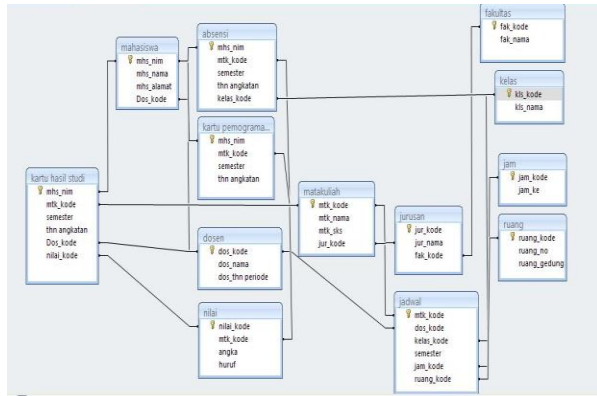 fakultas
fak_kode
fak_nama
absensi
mhs_nim
mtk_kode
semester
thn angkatan
kelas_kode
mahasiswa
mhs_nim
mhs_nama
mhs_alamat
Dos_kode
kelas
kls_kode
kls_nama
kartu pemograma...
mhs_nim
mtk_kode
semester
thn angkatan
jam
jam_kode
jam_ke
kartu hasil studi
mhs_nim
mtk_kode
semester
thn angkatan
Dos_kode
nilai_kode
matakuliah
mtk_kode
mtk_nama
mtk_sks
jur_kode
jurusan
jur_kode
jur_nama
fak_kode
ruang
ruang_kode
ruang_no
ruang_gedung
dosen
dos_kode
dos_nama
dos_thn periode
jadwal
mtk_kode
dos_kode
kelas_kode
semester
jam_kode
ruang_kode
nilai
nilai_kode
mtk_kode
angka
huruf